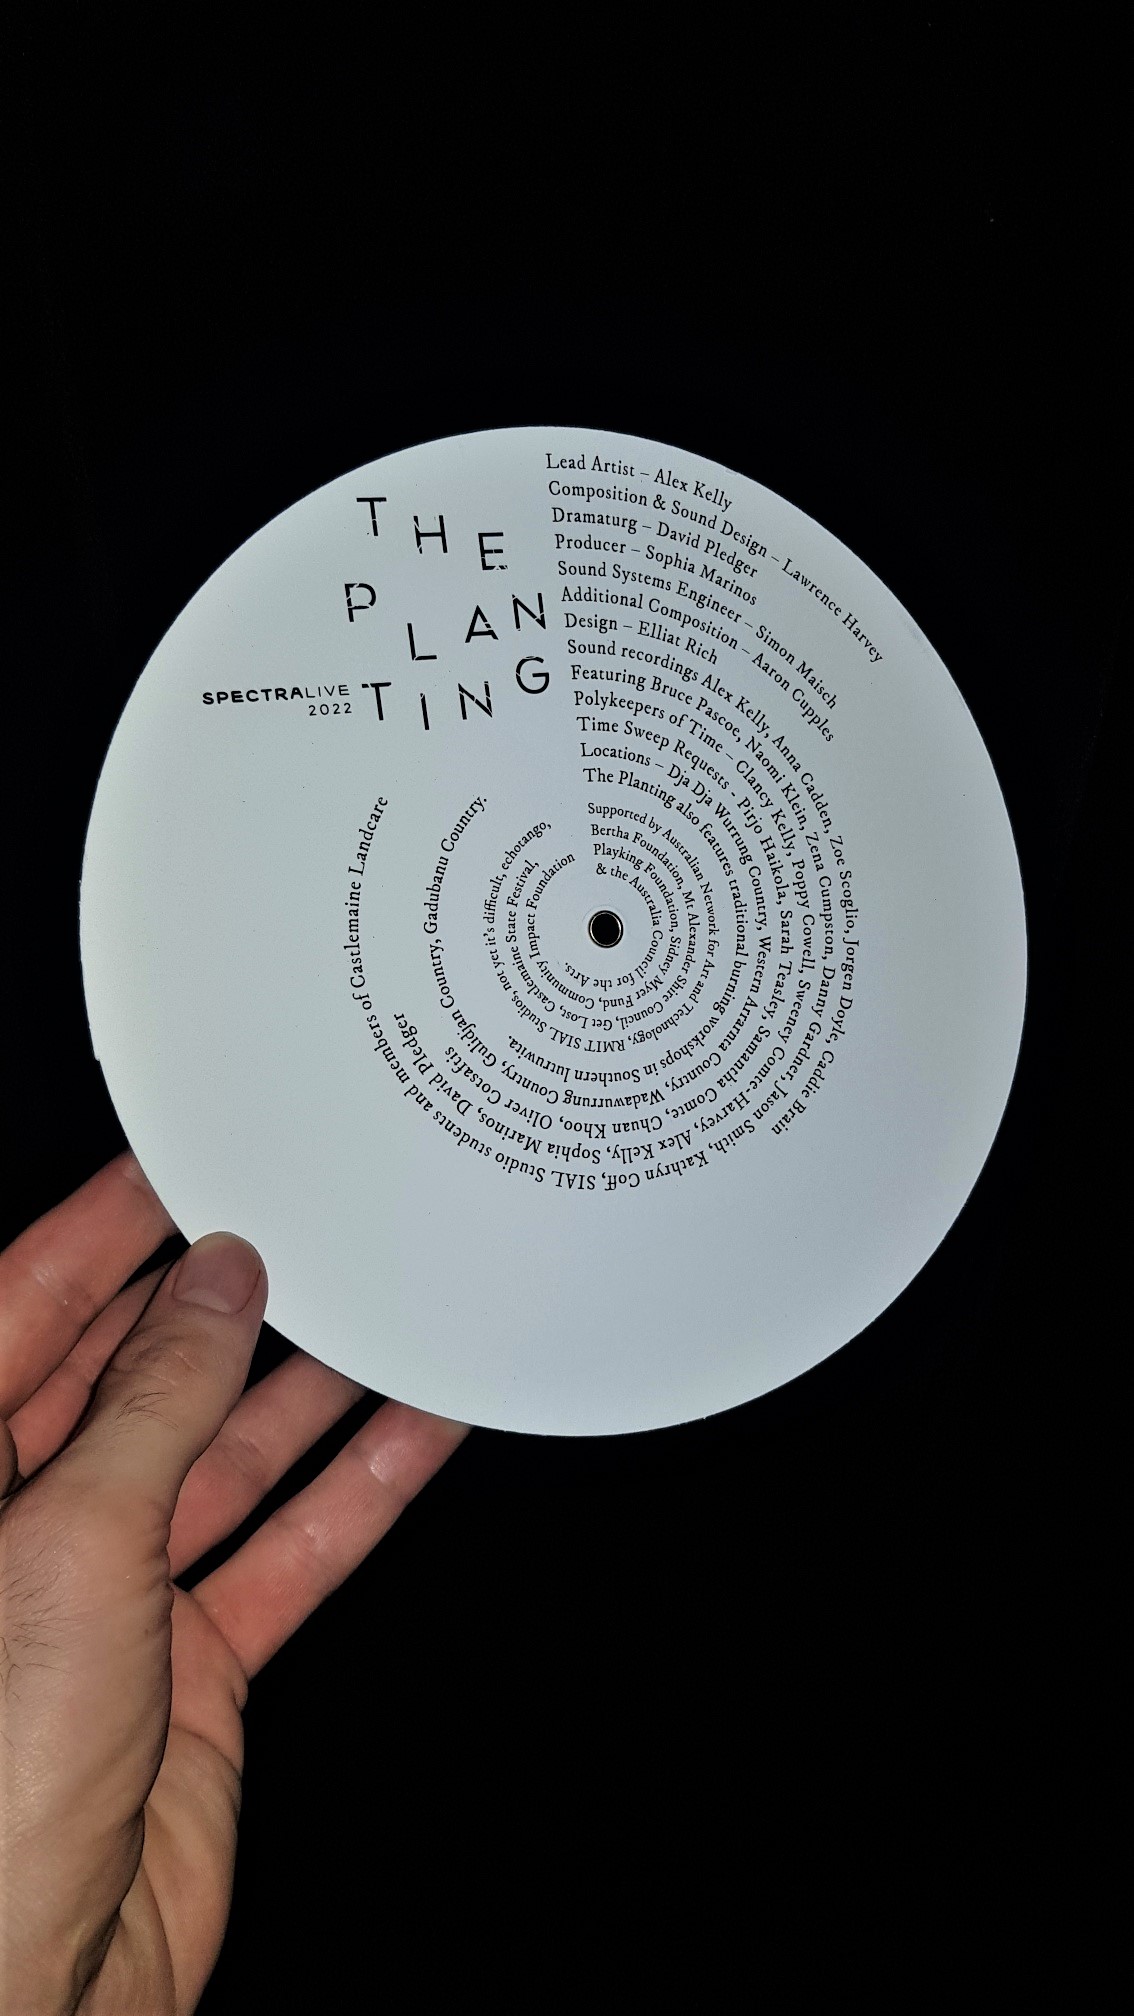 THE
PLAN
TING
SPECTRALIVE
2022
Lead Artist – Alex Kelly
Composition & Sound Design – Lawrence Harvey
Dramaturg – David Pledger
Producer – Sophia Marinos
Sound Systems Engineer – Simon Maisch
Additional Composition – Aaron Cupples
Design – Elliat Rich
Sound recordings Alex Kelly, Anna Cadden, Zoe Scoglio, Jorgen Doyle, Caddie Brain
Featuring Bruce Pascoe, Naomi Klein, Zena Cumpston, Danny Gardner, Jason Smith, Kathryn Coff, SIAL Studio students and members of Castlemaine Landcare
Polykeepers of Time – Clancy Kelly, Poppy Cowell, Sweeney Comte-Harvey, Alex Kelly, Sophia Marinos, David Pledger
Time Sweep Requests - Pirjo Haikola, Sarah Teasley, Samantha Comte, Chuan Khoo, Oliver Cotsaftis
Locations – Dja Dja Wurrung Country, Western Arrarnta Country, Wadawurrung Country, Gulidjan Country, Gadubanu Country.
The Planting also features traditional burning workshops in Southern lutruwita.
Supported by Australian Network for Art and Technology, RMIT SIAL Studios, not yet it's difficult, echotango,
Bertha Foundation, Mt Alexander Shire Council, Get Lost, Castlemaine State Festival,
Playking Foundation, Sidney Myer Fund, Community Impact Foundation
& the Australia Council for the Arts.